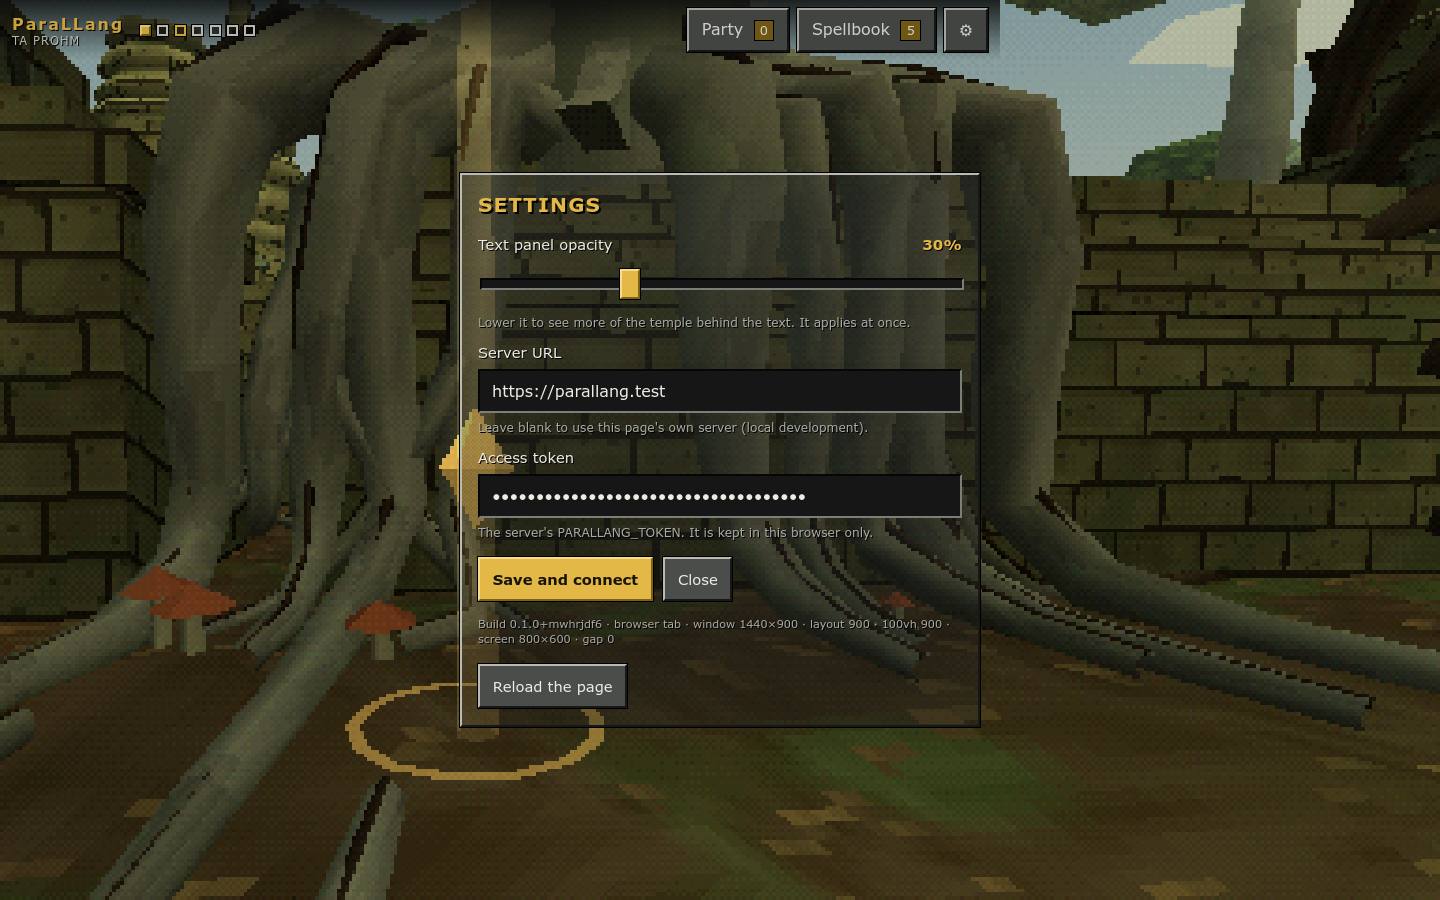 ParaLLang
TA PROHM
Party 0
Spellbook 5
⚙
SETTINGS
Text panel opacity 30%
Lower it to see more of the temple behind the text. It applies at once.
Server URL
https://parallang.test
Leave blank to use this page's own server (local development).
Access token
••••••••••••••••••••••••••••••••••••
The server's PARALLANG_TOKEN. It is kept in this browser only.
Save and connect Close
Build 0.1.0+mwhrjdf6 · browser tab · window 1440×900 · layout 900 · 100vh 900 ·
screen 800×600 · gap 0
Reload the page